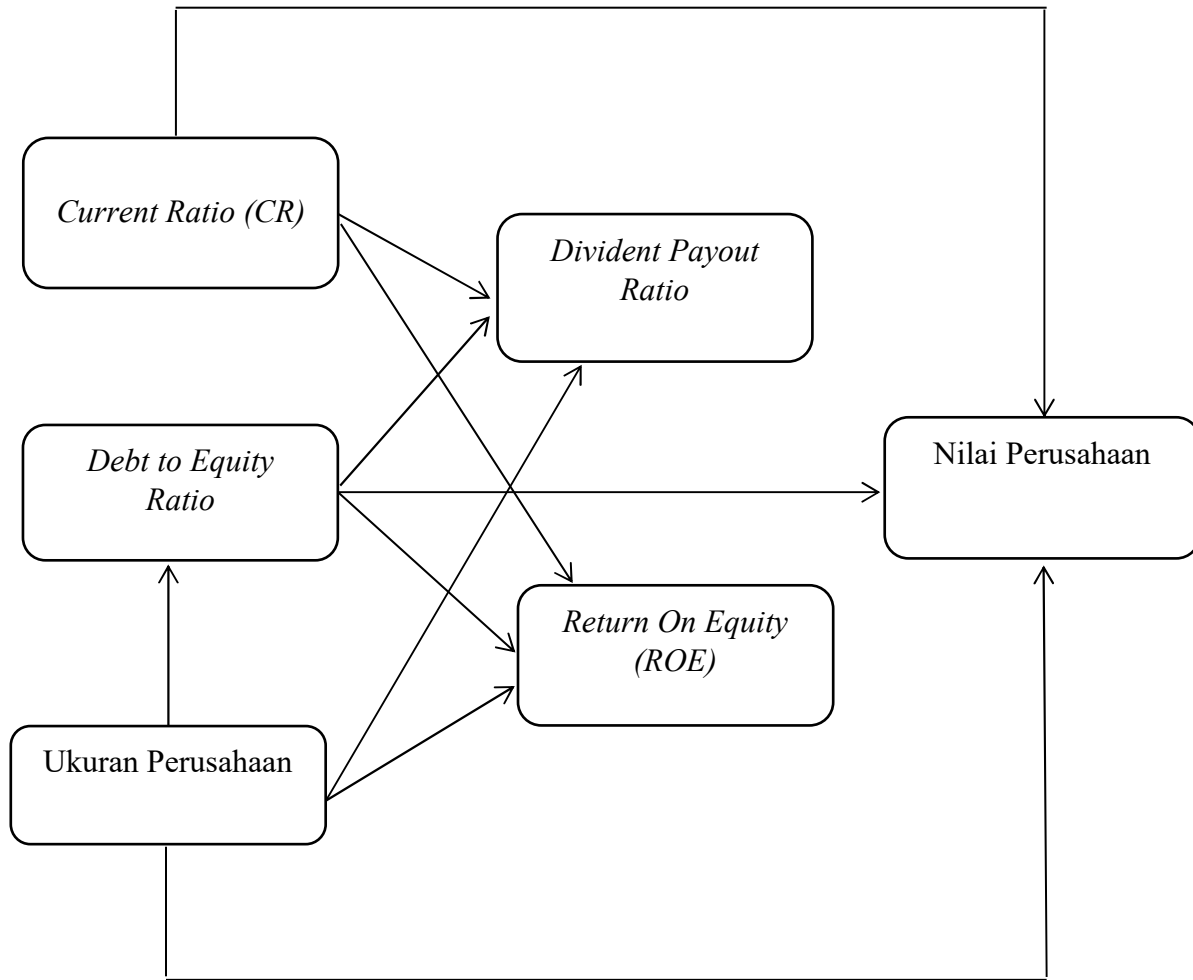 Current Ratio (CR)
Divident Payout
Ratio
Debt to Equity
Ratio
Nilai Perusahaan
Return On Equity
(ROE)
Ukuran Perusahaan